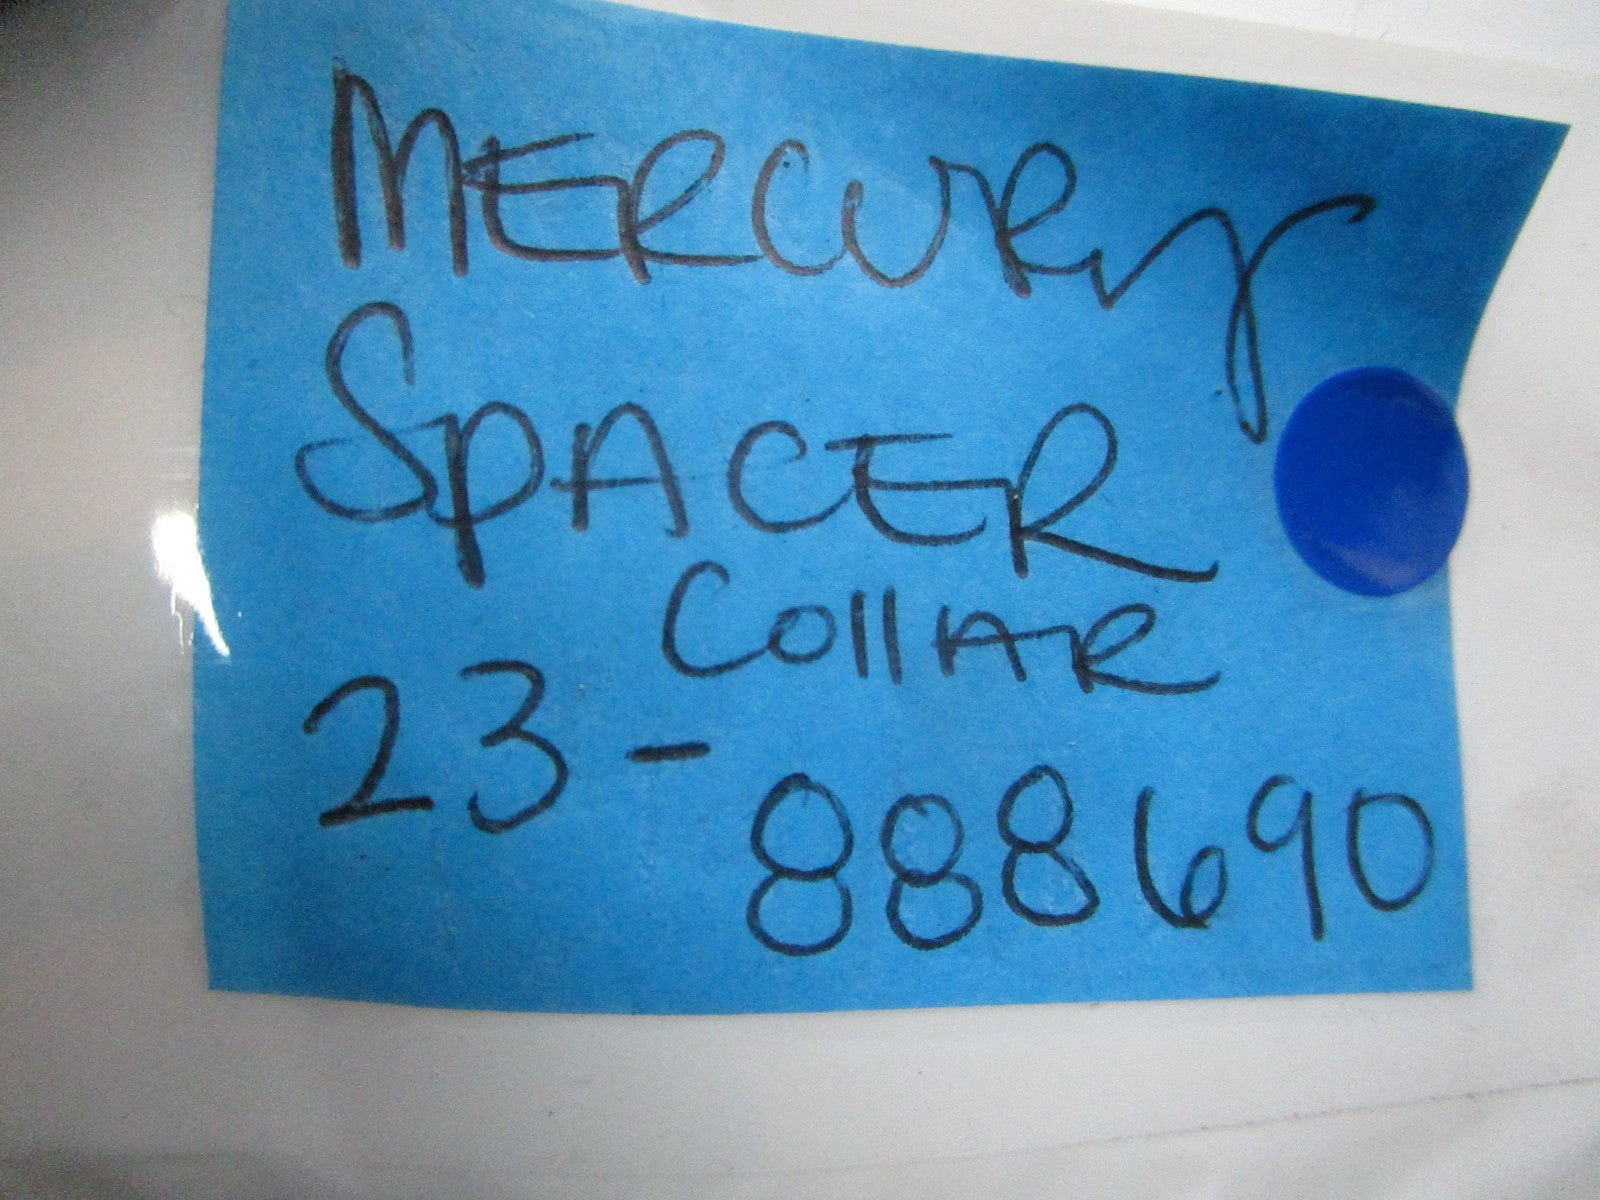 MERCURY
SPACER
COllAR
23-
888690